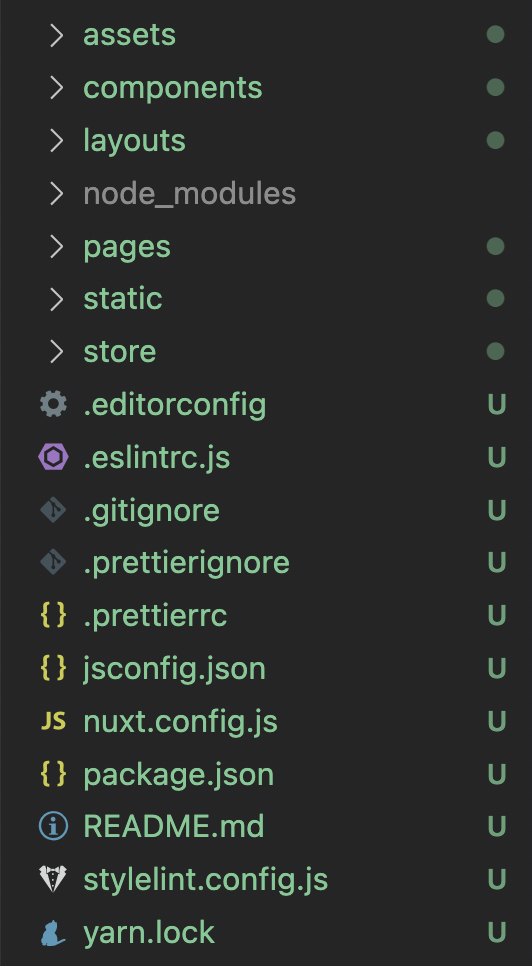 assets
components
layouts
node_modules
pages
static
store
.editorconfig U
.eslintrc.js U
.gitignore U
.prettierignore U
{} .prettierrc U
{} jsconfig.json U
JS nuxt.config.js U
{} package.json U
README.md U
stylelint.config.js U
yarn.lock U